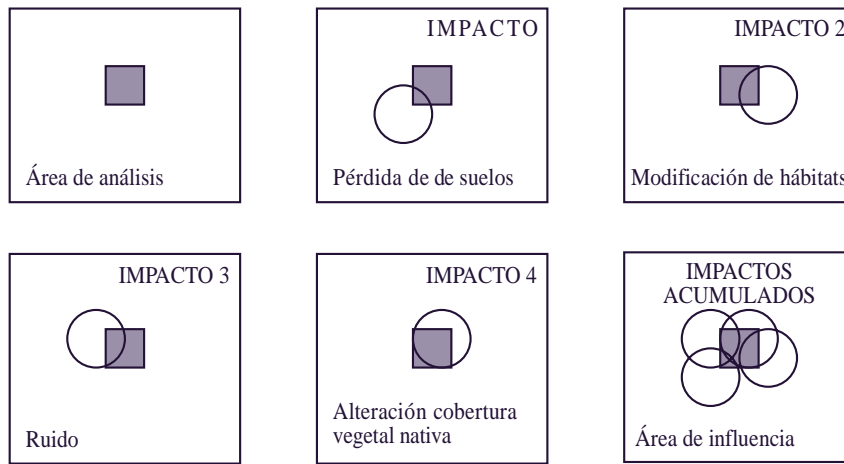 Área de análisis
IMPACTO
Pérdida de de suelos
IMPACTO 2
Modificación de hábitats
IMPACTO 3
Ruido
IMPACTO 4
Alteración cobertura
vegetal nativa
IMPACTOS
ACUMULADOS
Área de influencia